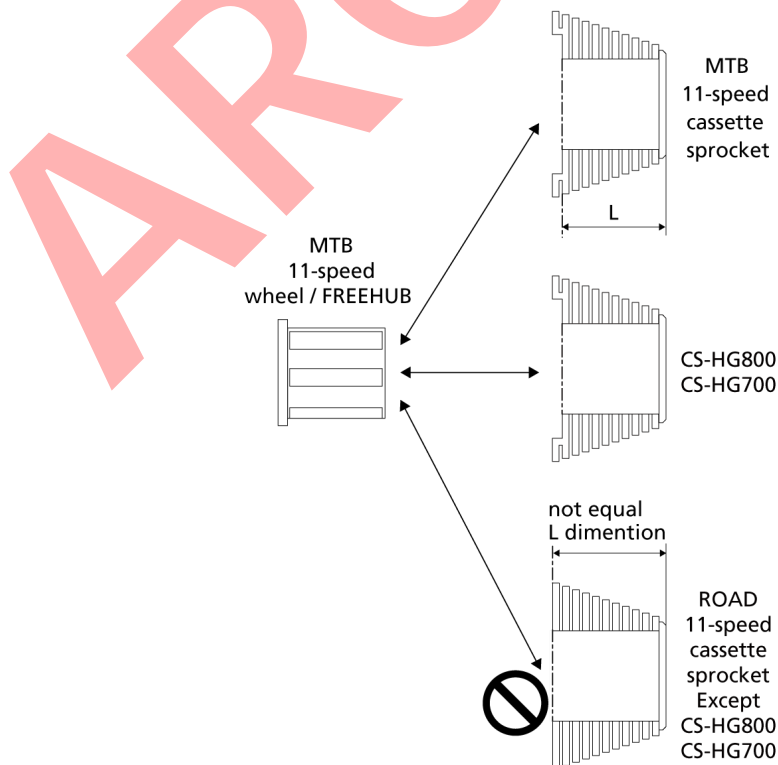 ARC
MTB
11-speed
cassette
sprocket
L
MTB
11-speed
wheel / FREEHUB
CS-HG800
CS-HG700
not equal
L dimention
ROAD
11-speed
cassette
sprocket
Except
CS-HG800
CS-HG700